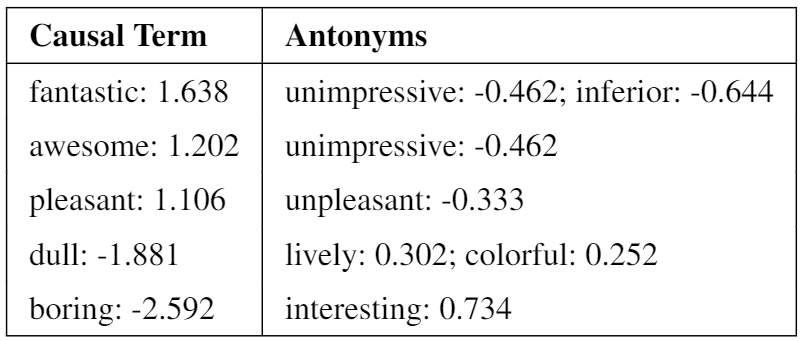 Causal Term Antonyms
fantastic: 1.638 unimpressive: -0.462; inferior: -0.644
awesome: 1.202 unimpressive: -0.462
pleasant: 1.106 unpleasant: -0.333
dull: -1.881 lively: 0.302; colorful: 0.252
boring: -2.592 interesting: 0.734